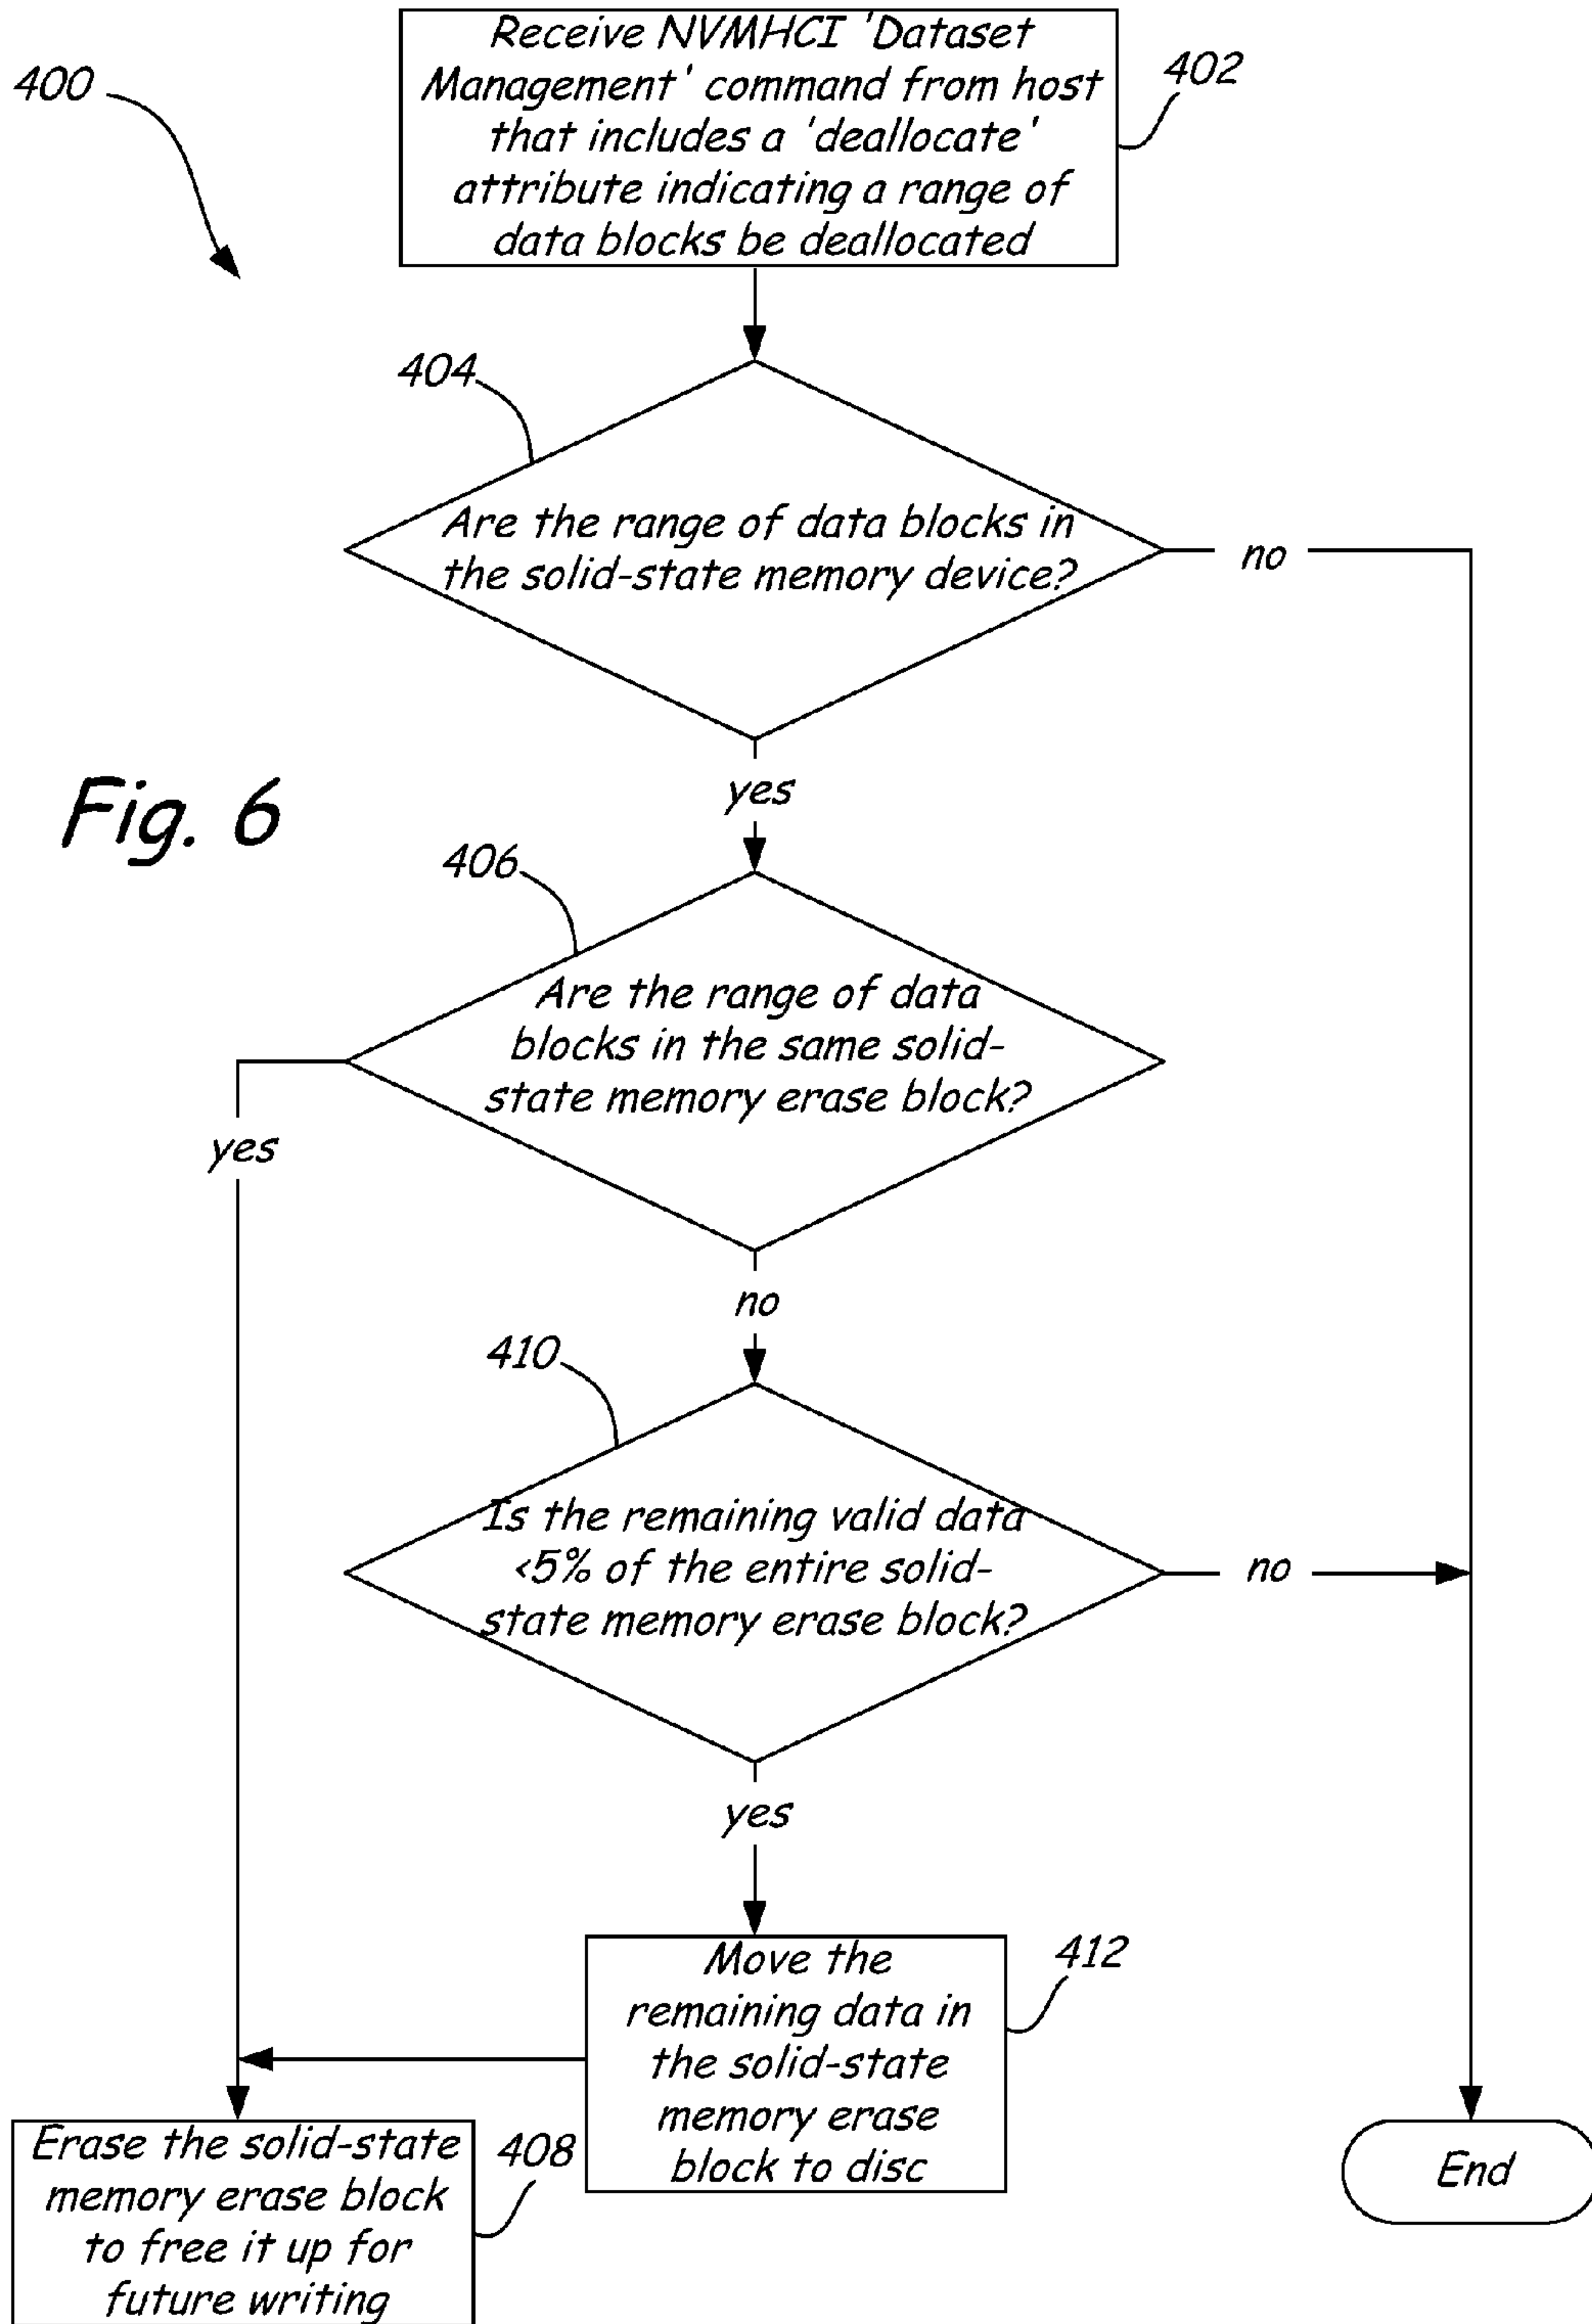 Receive NVMHCI 'Dataset
Management' command from host
that includes a 'deallocate'
attribute indicating a range of
data blocks be deallocated
402
400
404
Are the range of data blocks in
the solid-state memory device?
no
yes
Fig. 6
406
Are the range of data
blocks in the same solid-
state memory erase block?
yes
no
410
Is the remaining valid data
<5% of the entire solid-
state memory erase block?
no
yes
Move the
remaining data in
the solid-state
memory erase
block to disc
412
Erase the solid-state
memory erase block
to free it up for
future writing
408
End